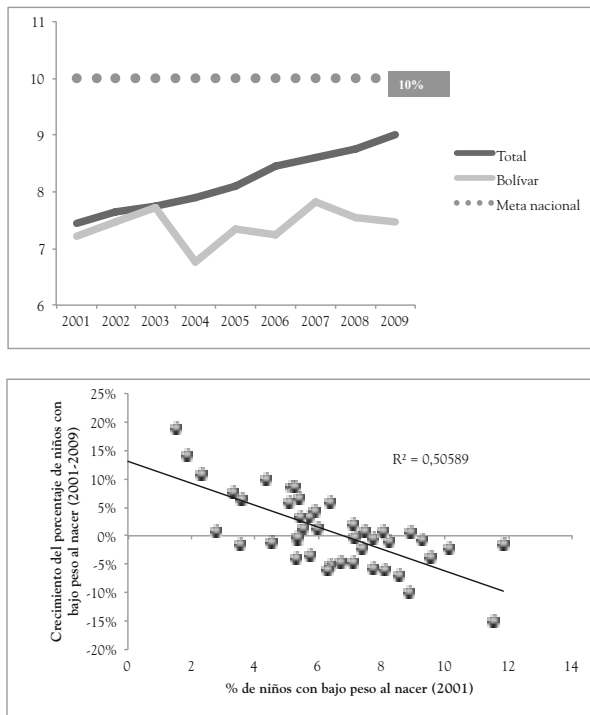 11
10
9
8
7
6
10%
Total
Bolívar
Meta nacional
2001 2002 2003 2004 2005 2006 2007 2008 2009
Crecimiento del porcentaje de niños con
bajo peso al nacer (2001-2009)
25%
20%
15%
10%
5%
0%
-5%
-10%
-15%
-20%
R² = 0,50589
0 2 4 6 8 10 12 14
% de niños con bajo peso al nacer (2001)